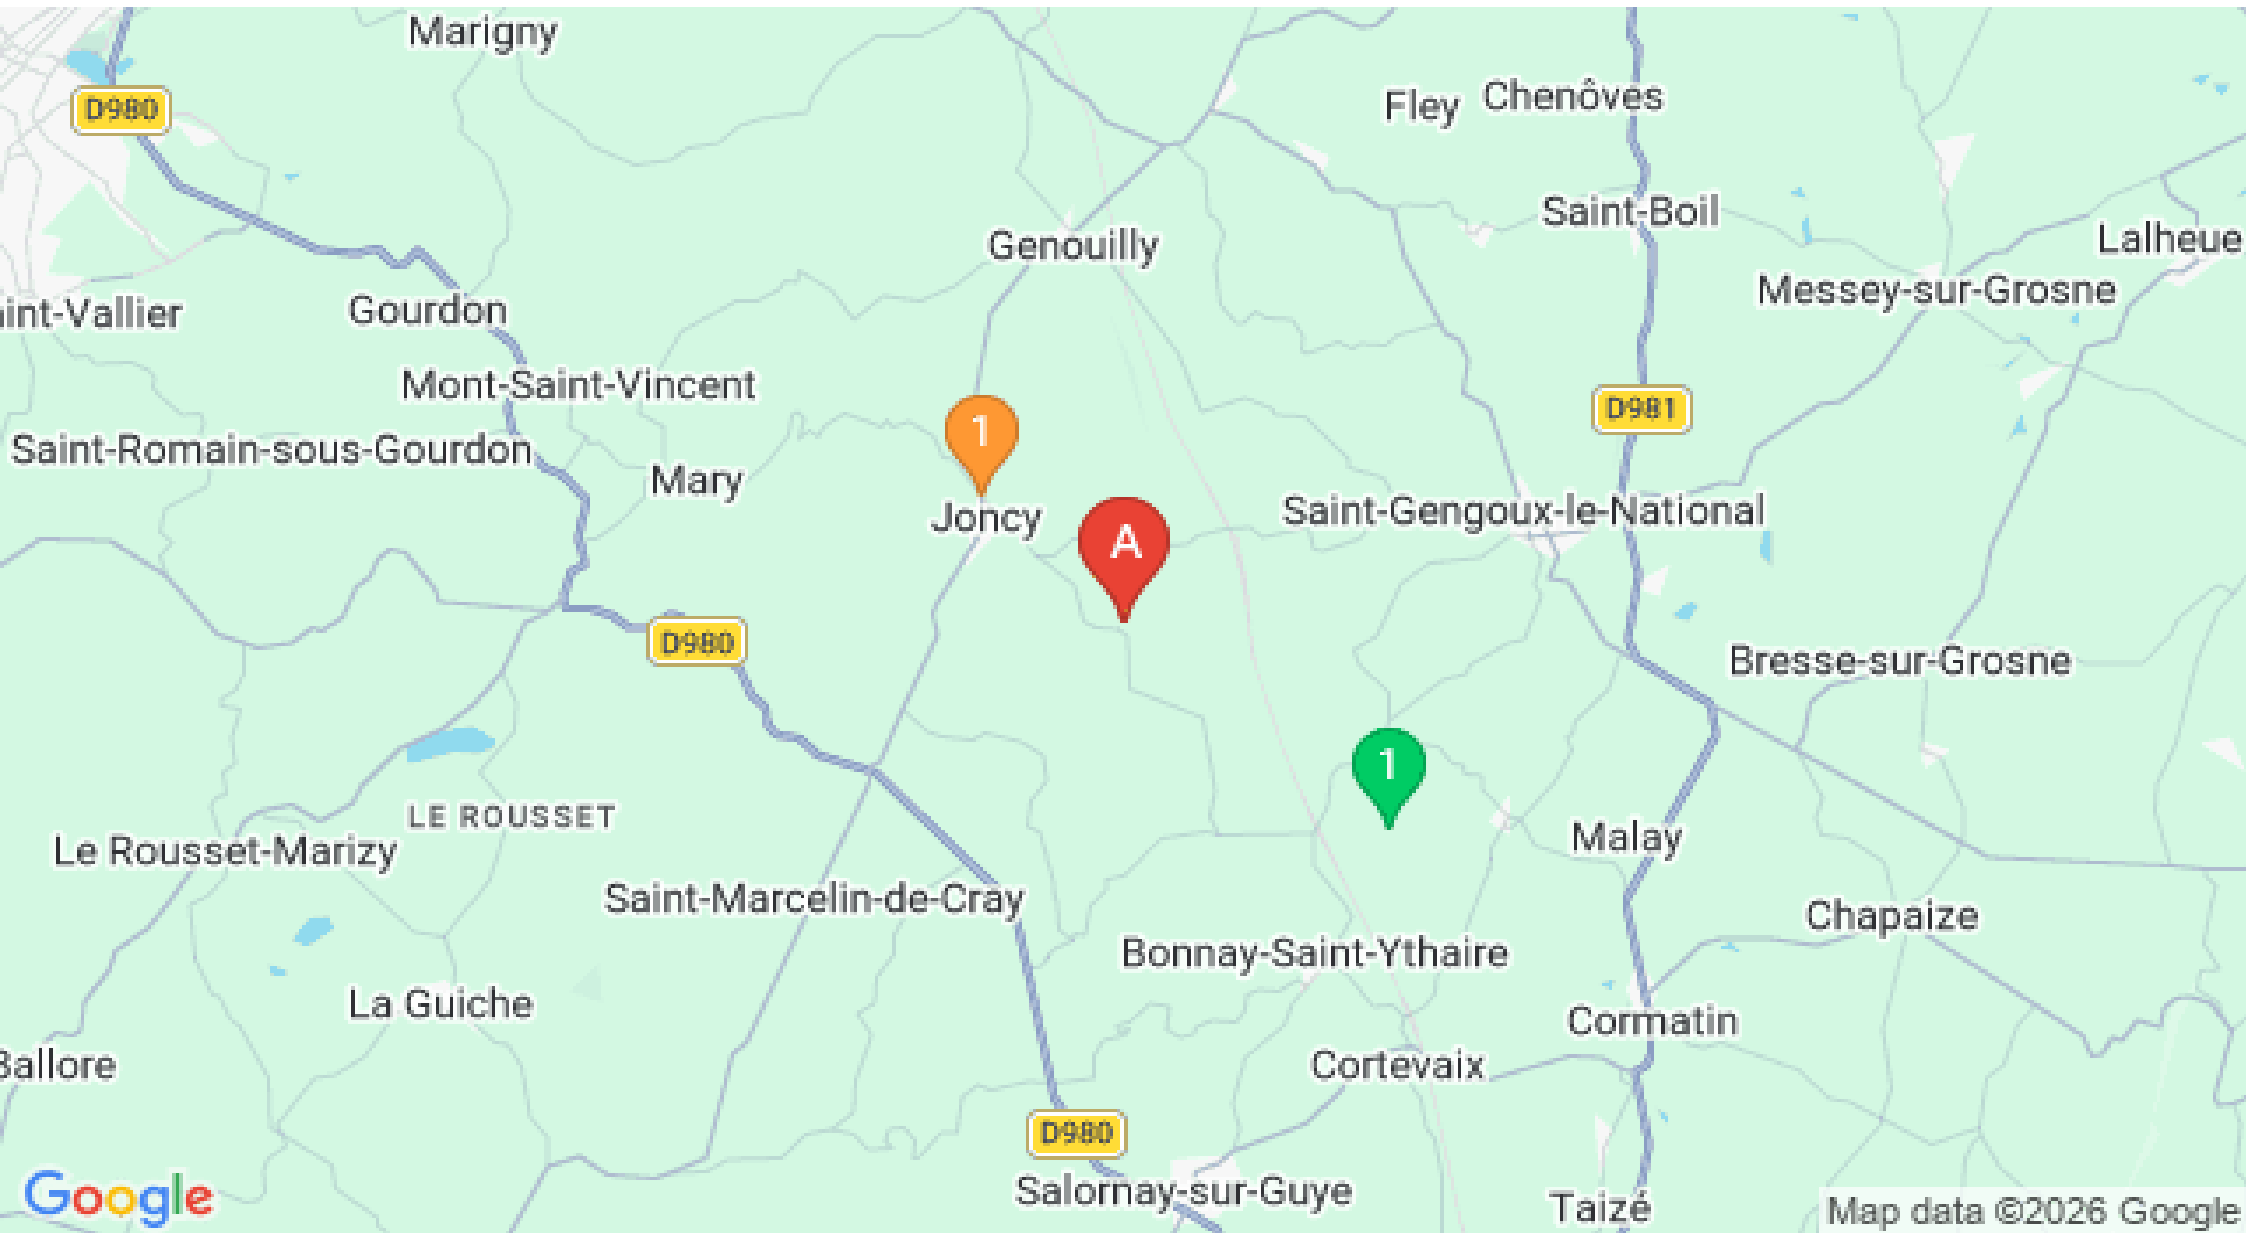 Marigny
D980
Fley
Chenôves
Saint-Boil
Genouilly
Lalheue
Messey-sur-Grosne
aint-Vallier
Gourdon
Mont-Saint-Vincent
D981
1
Saint-Romain-sous-Gourdon
Mary
Joncy
Saint-Gengoux-le-National
A
D980
Bresse-sur-Grosne
1
LE ROUSSET
Le Rousset-Marizy
Malay
Saint-Marcelin-de-Cray
Chapaize
Bonnay-Saint-Ythaire
La Guiche
Cormatin
Ballore
Cortevaix
D980
Salornay-sur-Guye
Google
Taizé
Map data ©2026 Google